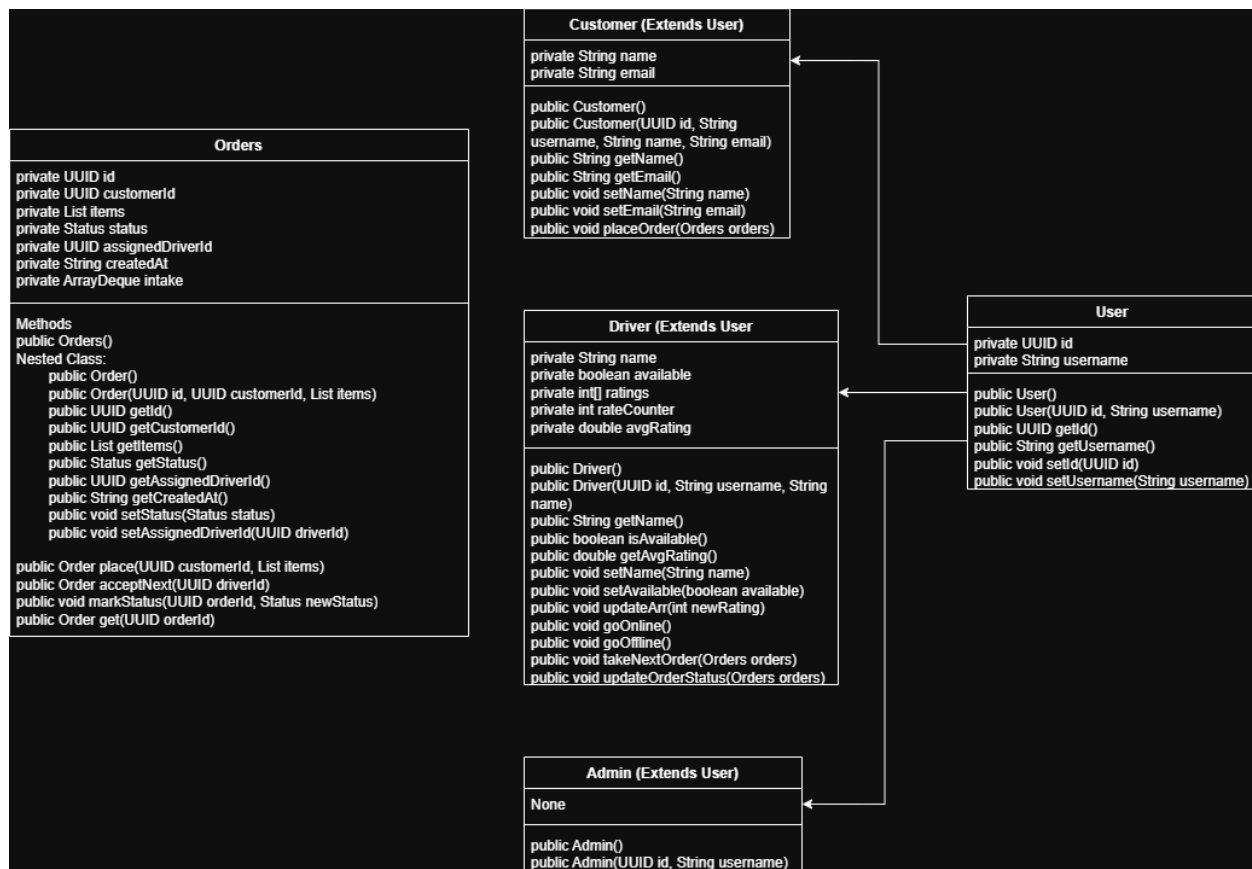 Customer (Extends User)
private String name
private String email
public Customer()
public Customer(UUID id, String
username, String name, String email)
public String getName()
public String getEmail()
public void setName(String name)
public void setEmail(String email)
public void placeOrder(Orders orders)
Orders
private UUID id
private UUID customerId
private List items
private Status status
private UUID assignedDriverId
private String createdAt
private ArrayDeque intake
Methods
public Orders()
Nested Class:
public Order()
public Order(UUID id, UUID customerId, List items)
public UUID getId()
public UUID getCustomerId()
public List getItems()
public Status getStatus()
public UUID getAssignedDriverId()
public String getCreatedAt()
public void setStatus(Status status)
public void setAssignedDriverId(UUID driverId)
public Order place(UUID customerId, List items)
public Order acceptNext(UUID driverId)
public void markStatus(UUID orderId, Status newStatus)
public Order get(UUID orderId)
Driver (Extends User
private String name
private boolean available
private int[] ratings
private int rateCounter
private double avgRating
public Driver()
public Driver(UUID id, String username, String
name)
public String getName()
public boolean isAvailable()
public double getAvgRating()
public void setName(String name)
public void setAvailable(boolean available)
public void updateArr(int newRating)
public void goOnline()
public void goOffline()
public void takeNextOrder(Orders orders)
public void updateOrderStatus(Orders orders)
User
private UUID id
private String username
public User()
public User(UUID id, String username)
public UUID getId()
public String getUsername()
public void setId(UUID id)
public void setUsername(String username)
Admin (Extends User)
None
public Admin()
public Admin(UUID id, String username)